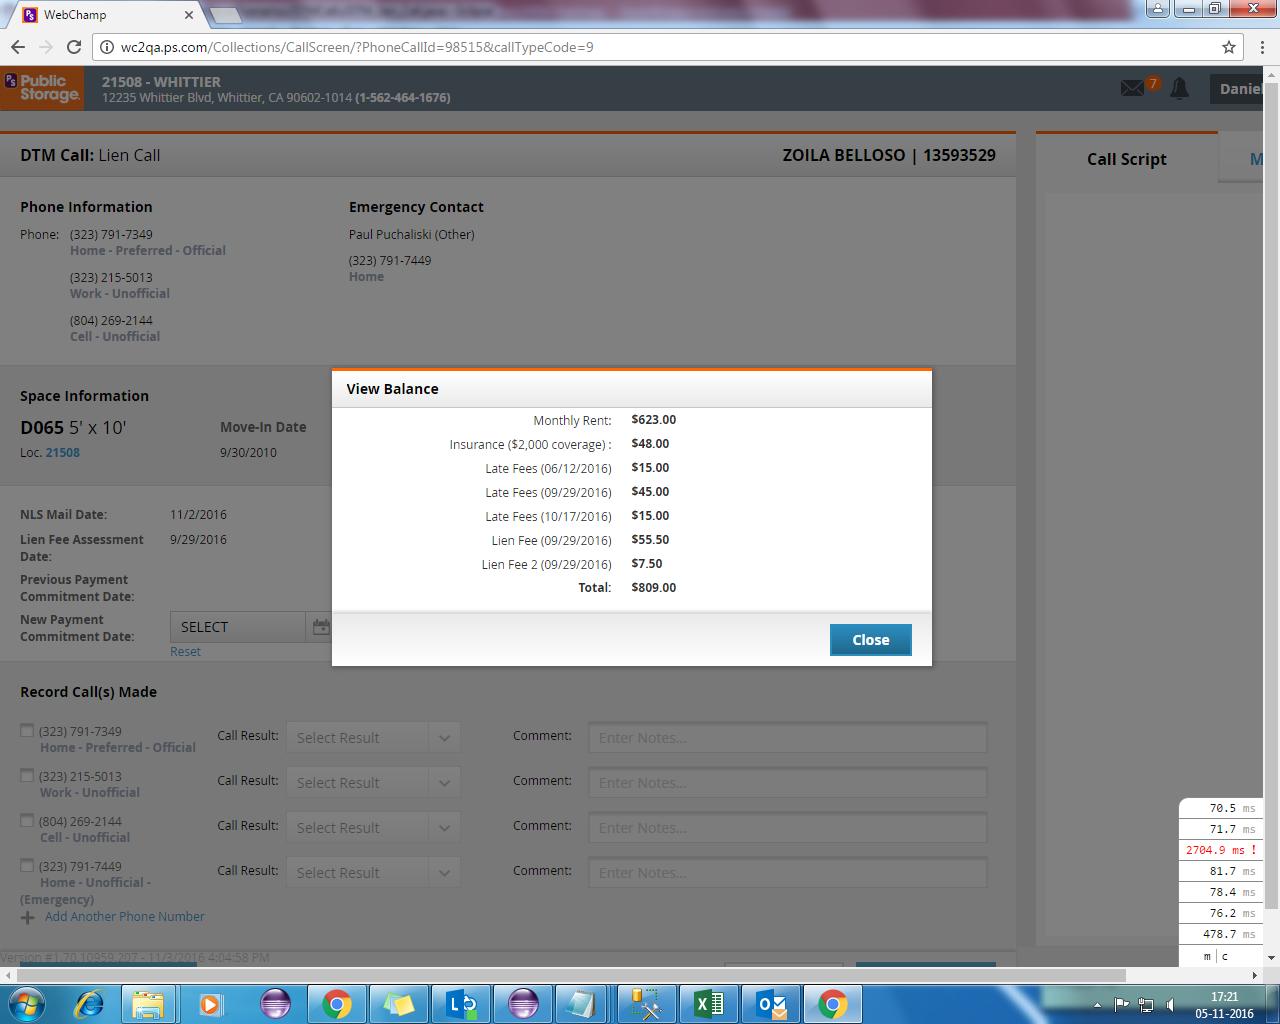 WebChamp
wc2qa.ps.com/Collections/CallScreen/?PhoneCallId=98515&callTypeCode=9
PS Public Storage.
21508 - WHITTIER
12235 Whittier Blvd, Whittier, CA 90602-1014 (1-562-464-1676)
7
Daniel
DTM Call: Lien Call
ZOILA BELLOSO | 13593529
Call Script
M
Phone Information
Emergency Contact
Phone: (323) 791-7349
Home - Preferred - Official
(323) 215-5013
Work - Unofficial
(804) 269-2144
Cell - Unofficial
Paul Puchaliski (Other)
(323) 791-7449
Home
Space Information
D065 5' x 10'
Move-In Date
Loc. 21508
9/30/2010
NLS Mail Date: 11/2/2016
Lien Fee Assessment Date: 9/29/2016
Previous Payment Commitment Date:
New Payment Commitment Date: SELECT
Reset
View Balance
Monthly Rent: $623.00
Insurance ($2,000 coverage) : $48.00
Late Fees (06/12/2016) $15.00
Late Fees (09/29/2016) $45.00
Late Fees (10/17/2016) $15.00
Lien Fee (09/29/2016) $55.50
Lien Fee 2 (09/29/2016) $7.50
Total: $809.00
Close
Record Call(s) Made
(323) 791-7349 Call Result: Select Result Comment: Enter Notes...
Home - Preferred - Official
(323) 215-5013 Call Result: Select Result Comment: Enter Notes...
Work - Unofficial
(804) 269-2144 Call Result: Select Result Comment: Enter Notes...
Cell - Unofficial
(323) 791-7449 Call Result: Select Result Comment: Enter Notes...
Home - Unofficial -
(Emergency)
Add Another Phone Number
Version #1.70.10959.207 - 11/3/2016 4:04:58 PM
70.5 ms
71.7 ms
2704.9 ms !
81.7 ms
78.4 ms
76.2 ms
478.7 ms
m | c
17:21
05-11-2016